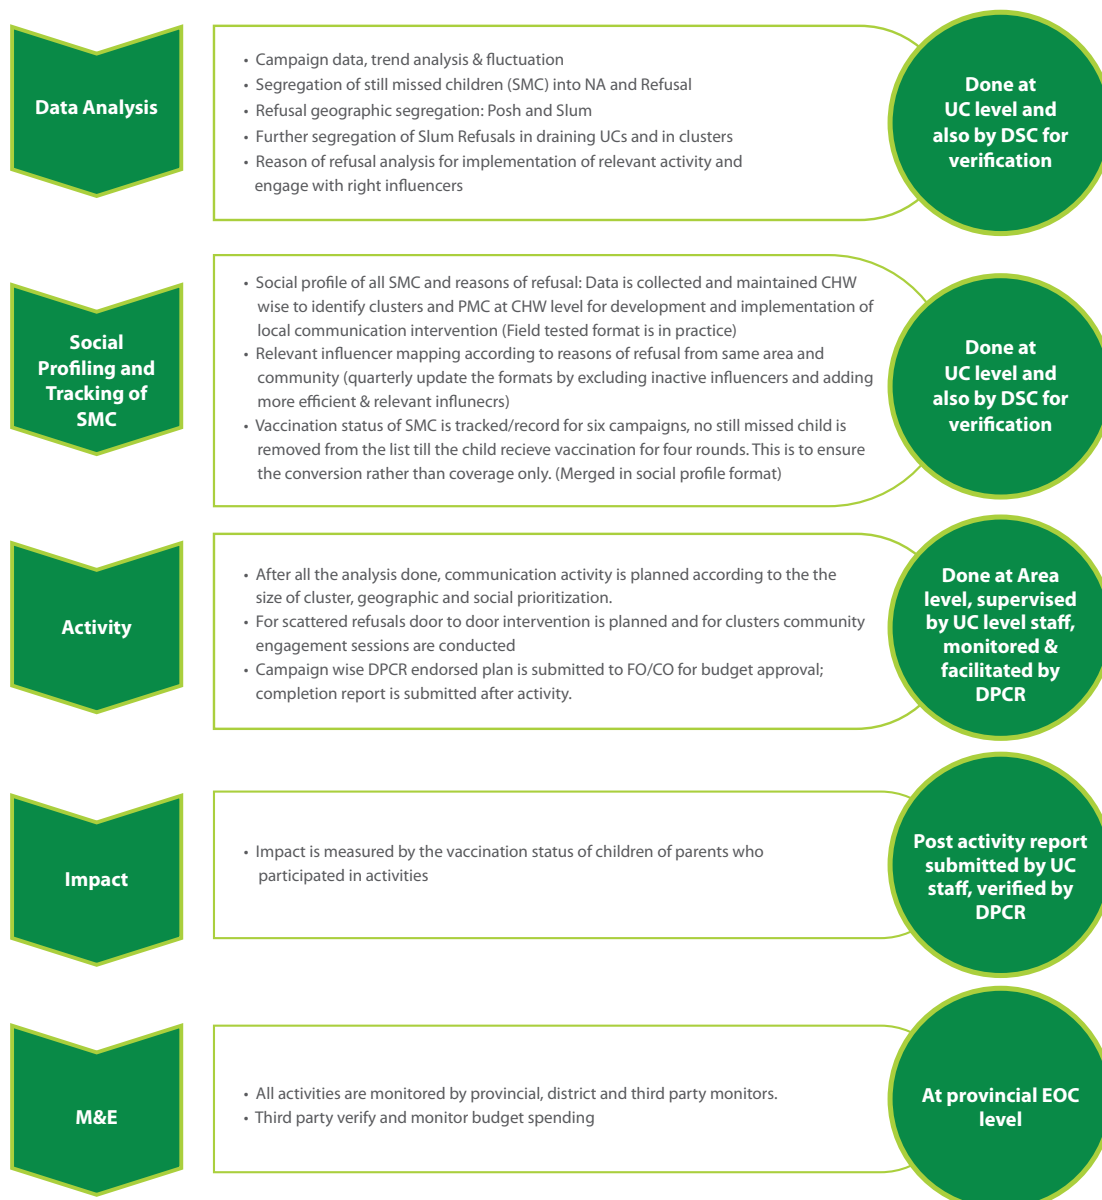 Data Analysis
• Campaign data, trend analysis & fluctuation
• Segregation of still missed children (SMC) into NA and Refusal
• Refusal geographic segregation: Posh and Slum
• Further segregation of Slum Refusals in draining UCs and in clusters
• Reason of refusal analysis for implementation of relevant activity and
engage with right influencers
Done at
UC level and
also by DSC for
verification
Social
Profiling and
Tracking of
SMC
• Social profile of all SMC and reasons of refusal: Data is collected and maintained CHW
wise to identify clusters and PMC at CHW level for development and implementation of
local communication intervention (Field tested format is in practice)
• Relevant influencer mapping according to reasons of refusal from same area and
community (quarterly update the formats by excluding inactive influencers and adding
more efficient & relevant influnecrs)
• Vaccination status of SMC is tracked/record for six campaigns, no still missed child is
removed from the list till the child recieve vaccination for four rounds. This is to ensure
the conversion rather than coverage only. (Merged in social profile format)
Done at
UC level and
also by DSC for
verification
Activity
• After all the analysis done, communication activity is planned according to the the
size of cluster, geographic and social prioritization.
• For scattered refusals door to door intervention is planned and for clusters community
engagement sessions are conducted
• Campaign wise DPCR endorsed plan is submitted to FO/CO for budget approval;
completion report is submitted after activity.
Done at Area
level, supervised
by UC level staff,
monitored &
facilitated by
DPCR
Impact
• Impact is measured by the vaccination status of children of parents who
participated in activities
Post activity report
submitted by UC
staff, verified by
DPCR
M&E
• All activities are monitored by provincial, district and third party monitors.
• Third party verify and monitor budget spending
At provincial EOC
level